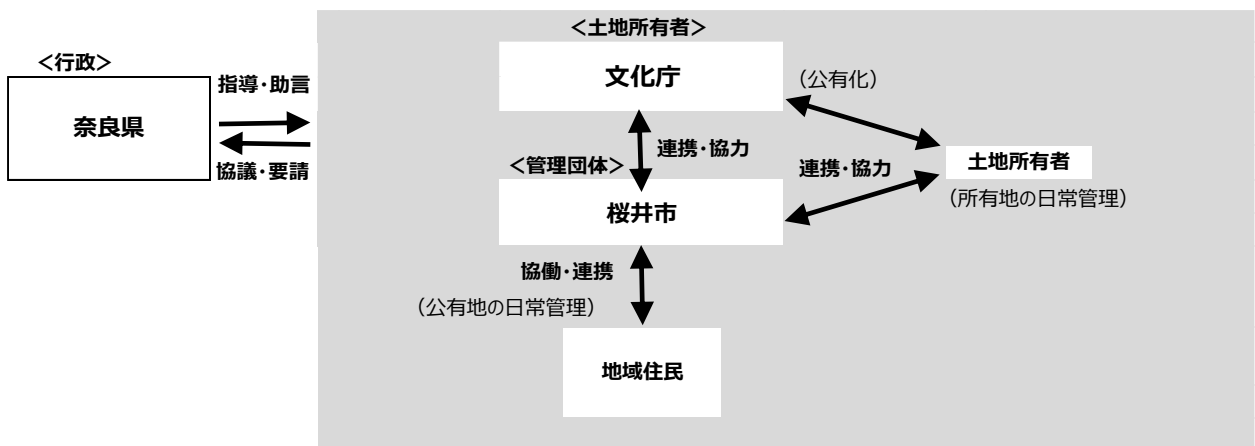 ＜土地所有者＞
＜行政＞
文化庁
（公有化）
指導･助言
奈良県
連携･協力
＜管理団体＞
土地所有者
協議･要請
連携･協力
（所有地の日常管理）
桜井市
協働･連携
（公有地の日常管理）
地域住民